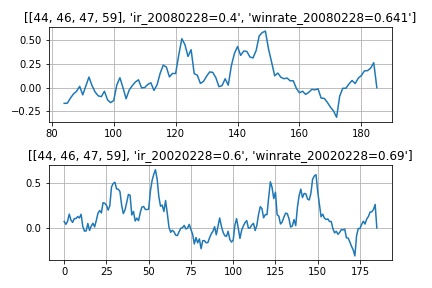 [[44, 46, 47, 59], 'ir_20080228=0.4', 'winrate_20080228=0.641']
0.50
0.25
0.00
−0.25
80 100 120 140 160 180
[[44, 46, 47, 59], 'ir_20020228=0.6', 'winrate_20020228=0.69']
0.5
0.0
0 25 50 75 100 125 150 175